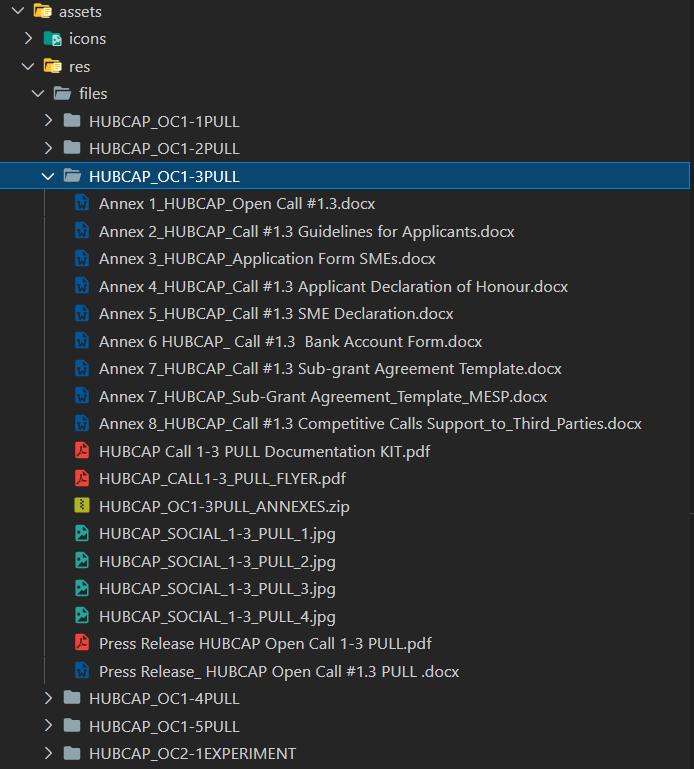 assets
icons
res
files
HUBCAP_OC1-1PULL
HUBCAP_OC1-2PULL
HUBCAP_OC1-3PULL
Annex 1_HUBCAP_Open Call #1.3.docx
Annex 2_HUBCAP_Call #1.3 Guidelines for Applicants.docx
Annex 3_HUBCAP_Application Form SMEs.docx
Annex 4_HUBCAP_Call #1.3 Applicant Declaration of Honour.docx
Annex 5_HUBCAP_Call #1.3 SME Declaration.docx
Annex 6 HUBCAP_ Call #1.3  Bank Account Form.docx
Annex 7_HUBCAP_Call #1.3 Sub-grant Agreement Template.docx
Annex 7_HUBCAP_Sub-Grant Agreement_Template_MESP.docx
Annex 8_HUBCAP_Call #1.3 Competitive Calls Support_to_Third_Parties.docx
HUBCAP Call 1-3 PULL Documentation KIT.pdf
HUBCAP_CALL1-3_PULL_FLYER.pdf
HUBCAP_OC1-3PULL_ANNEXES.zip
HUBCAP_SOCIAL_1-3_PULL_1.jpg
HUBCAP_SOCIAL_1-3_PULL_2.jpg
HUBCAP_SOCIAL_1-3_PULL_3.jpg
HUBCAP_SOCIAL_1-3_PULL_4.jpg
Press Release HUBCAP Open Call 1-3 PULL.pdf
Press Release_ HUBCAP Open Call #1.3 PULL .docx
HUBCAP_OC1-4PULL
HUBCAP_OC1-5PULL
HUBCAP_OC2-1EXPERIMENT